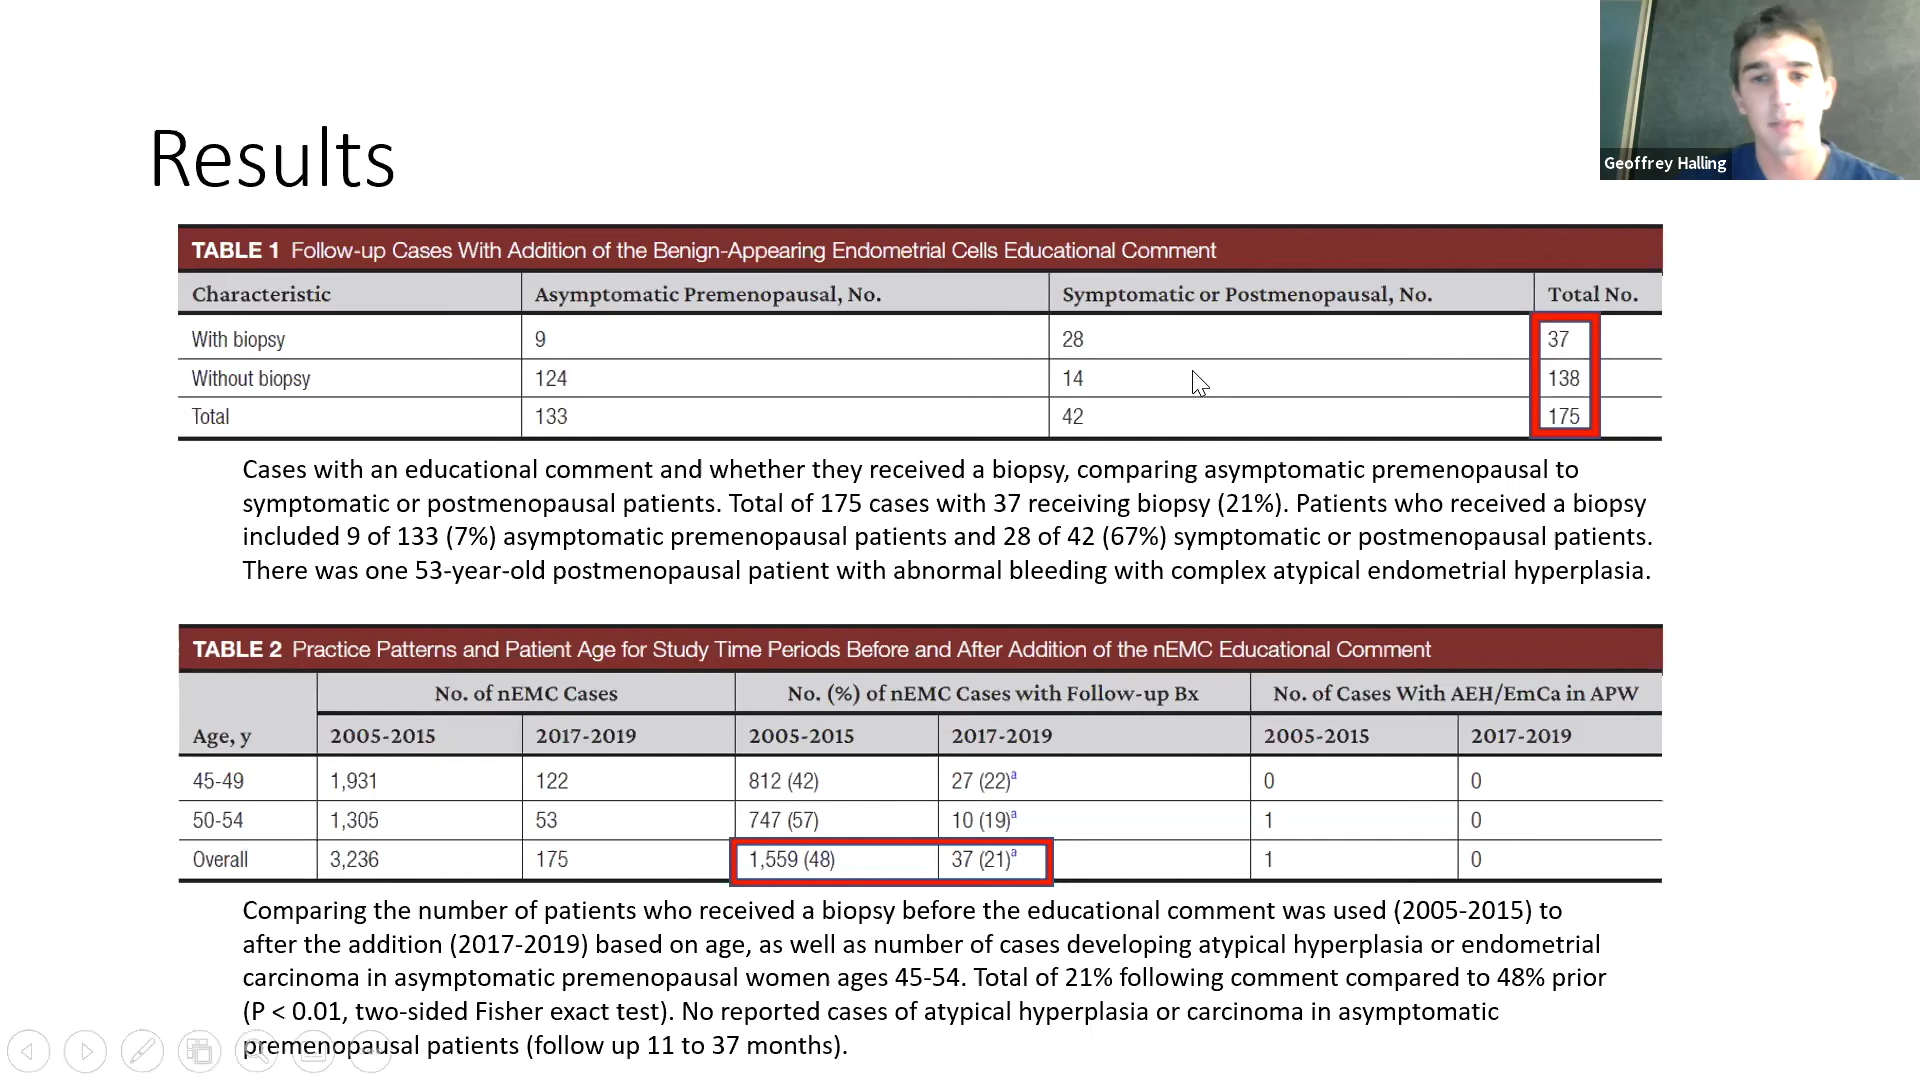 Geoffrey Halling
Results
TABLE 1 Follow-up Cases With Addition of the Benign-Appearing Endometrial Cells Educational Comment
Characteristic Asymptomatic Premenopausal, No. Symptomatic or Postmenopausal, No. Total No.
With biopsy 9 28 37
Without biopsy 124 14 138
Total 133 42 175
Cases with an educational comment and whether they received a biopsy, comparing asymptomatic premenopausal to
symptomatic or postmenopausal patients. Total of 175 cases with 37 receiving biopsy (21%). Patients who received a biopsy
included 9 of 133 (7%) asymptomatic premenopausal patients and 28 of 42 (67%) symptomatic or postmenopausal patients.
There was one 53-year-old postmenopausal patient with abnormal bleeding with complex atypical endometrial hyperplasia.
TABLE 2 Practice Patterns and Patient Age for Study Time Periods Before and After Addition of the nEMC Educational Comment
No. of nEMC Cases No. (%) of nEMC Cases with Follow-up Bx No. of Cases With AEH/EmCa in APW
Age, y 2005-2015 2017-2019 2005-2015 2017-2019 2005-2015 2017-2019
45-49 1,931 122 812 (42) 27 (22)a 0 0
50-54 1,305 53 747 (57) 10 (19)a 1 0
Overall 3,236 175 1,559 (48) 37 (21)a 1 0
Comparing the number of patients who received a biopsy before the educational comment was used (2005-2015) to
after the addition (2017-2019) based on age, as well as number of cases developing atypical hyperplasia or endometrial
carcinoma in asymptomatic premenopausal women ages 45-54. Total of 21% following comment compared to 48% prior
(P < 0.01, two-sided Fisher exact test). No reported cases of atypical hyperplasia or carcinoma in asymptomatic
premenopausal patients (follow up 11 to 37 months).